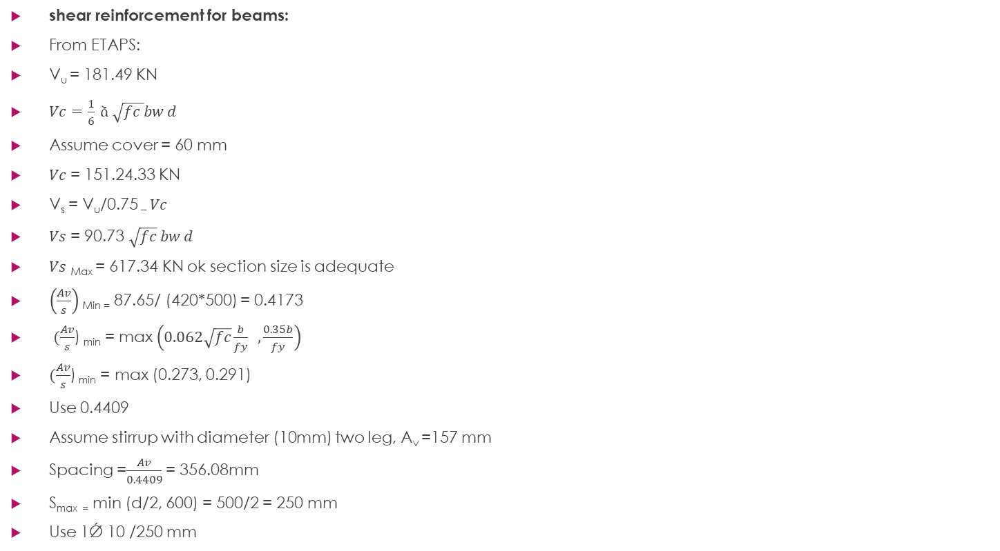 shear reinforcement for beams:
From ETAPS:
Vu = 181.49 KN
Vc = 1/6 ƛ √fc bw d
Assume cover = 60 mm
Vc = 151.24.33 KN
Vs = Vu/0.75 _ Vc
Vs = 90.73 √fc bw d
Vs Max = 617.34 KN ok section size is adequate
(Av/s) Min = 87.65/ (420*500) = 0.4173
(Av/s) min = max (0.062√fc b/fy , 0.35b/fy)
(Av/s) min = max (0.273, 0.291)
Use 0.4409
Assume stirrup with diameter (10mm) two leg, Av =157 mm
Spacing = Av/0.4409 = 356.08mm
Smax = min (d/2, 600) = 500/2 = 250 mm
Use 1Ǿ 10 /250 mm